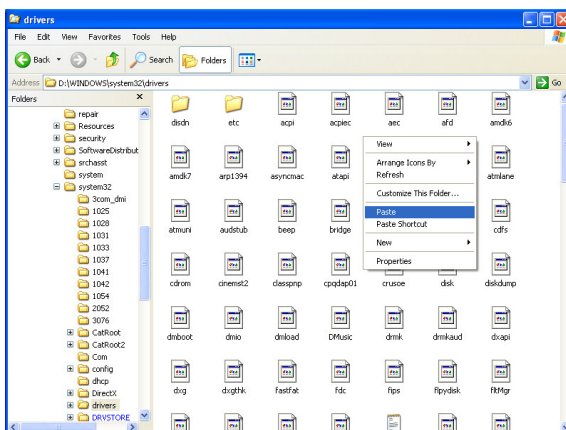 drivers
File Edit View Favorites Tools Help
Back Search Folders
Address D:\WINDOWS\system32\drivers Go
Folders
repair
Resources
security
SoftwareDistribut
srchasst
system
system32
3com_dmi
1025
1028
1031
1033
1037
1041
1042
1054
2052
3076
CatRoot
CatRoot2
Com
config
dhcp
DirectX
drivers
DRVSTORE
disdn etc acpi acpiec aec afd amdk6
amdk7 arp1394 asyncmac atapi atmlane
atmuni audstub beep bridge cdfs
cdrom cinemst2 classpnp cpqdap01 crusoe disk diskdump
dmboot dmio dmload DMusic drmk drmkaud dxapi
dxg dxgthk fastfat fdc fips flpydisk fltMgr
View
Arrange Icons By
Refresh
Customize This Folder...
Paste
Paste Shortcut
New
Properties